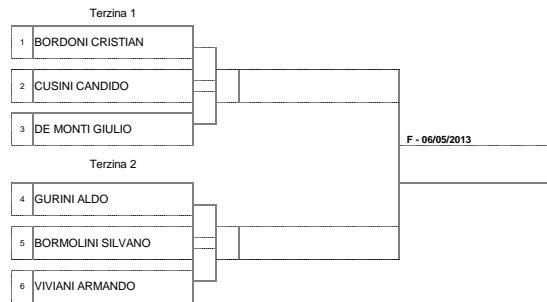 Terzina 1
1 BORDONI CRISTIAN
2 CUSINI CANDIDO
3 DE MONTI GIULIO
F - 06/05/2013
Terzina 2
4 GURINI ALDO
5 BORMOLINI SILVANO
6 VIVIANI ARMANDO